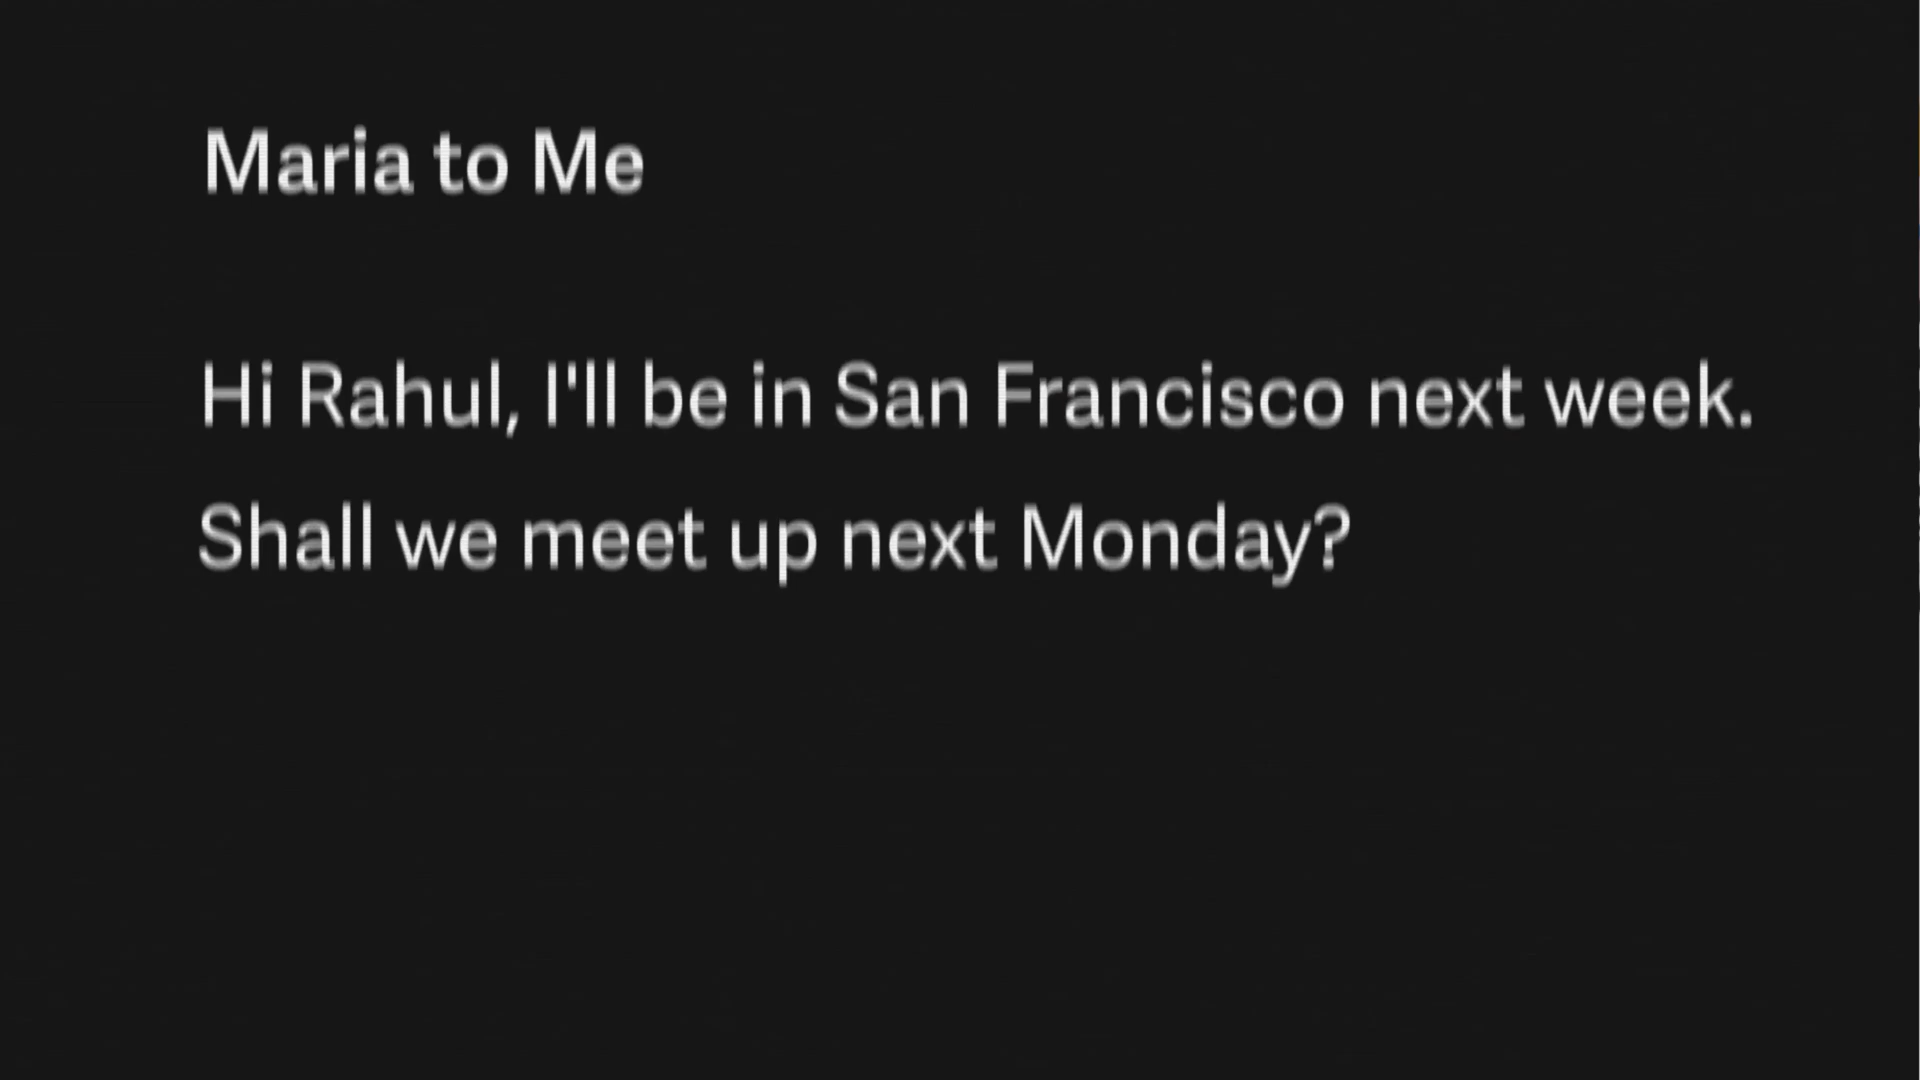 Maria to Me
Hi Rahul, I'll be in San Francisco next week.
Shall we meet up next Monday?